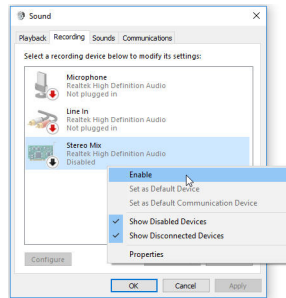 Sound
Playback Recording Sounds Communications
Select a recording device below to modify its settings:
Microphone
Realtek High Definition Audio
Not plugged in
Line In
Realtek High Definition Audio
Not plugged in
Stereo Mix
Realtek High Definition Audio
Disabled
Enable
Set as Default Device
Set as Default Communication Device
Show Disabled Devices
Show Disconnected Devices
Properties
Configure
OK Cancel Apply